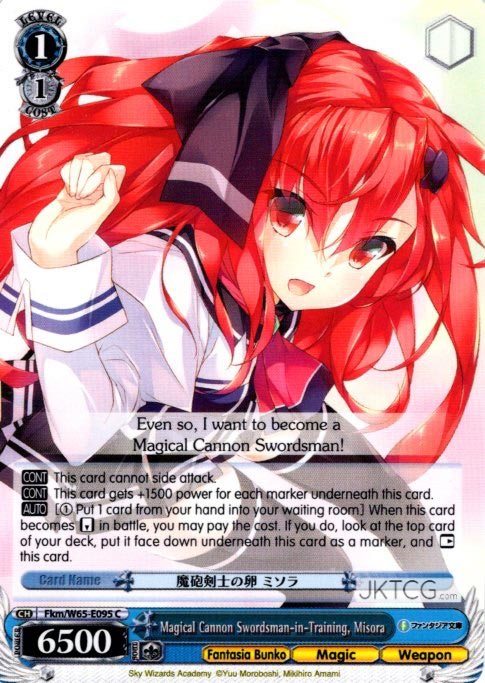 LEVEL
1
1
COST
Even so, I want to become a
Magical Cannon Swordsman!
CONT This card cannot side attack.
CONT This card gets +1500 power for each marker underneath this card.
AUTO [① Put 1 card from your hand into your waiting room] When this card
becomes in battle, you may pay the cost. If you do, look at the top card
of your deck, put it face down underneath this card as a marker, and
this card.
Card Name
魔砲剣士の卵 ミソラ
JKTCG.com
CH Fkm/W65-E095 C
POWER
6500
SOUL
Magical Cannon Swordsman-in-Training, Misora
ファンタジア文庫
Fantasia Bunko
Magic
Weapon
Sky Wizards Academy ©Yuu Moroboshi, Mikihiro Amami